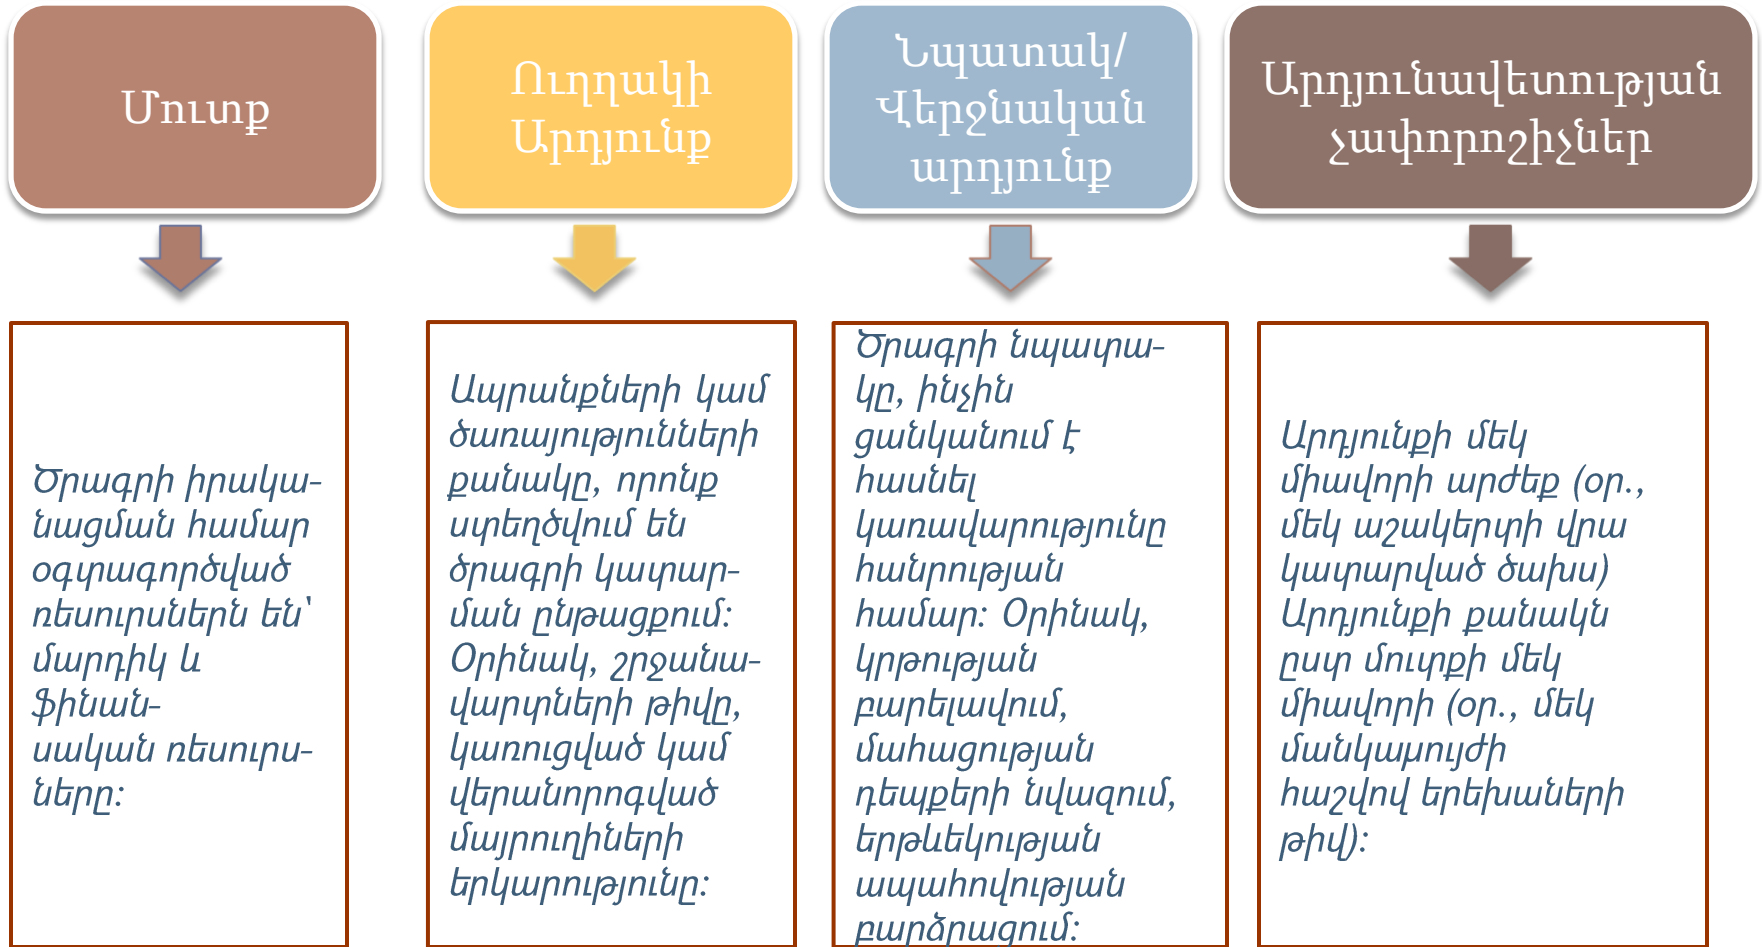 Մուտք
Ուղղակի
Արդյունք
Նպատակ/
Վերջնական
արդյունք
Արդյունավետության
չափորոշիչներ
Ծրագրի իրակա-
նացման համար
օգտագործված
ռեսուրսներն են՝
մարդիկ և
ֆինան-
սական ռեսուրս-
ները:
Ապրանքների կամ
ծառայությունների
քանակը, որոնք
ստեղծվում են
ծրագրի կատար-
ման ընթացքում:
Օրինակ, շրջանա-
վարտների թիվը,
կառուցված կամ
վերանորոգված
մայրուղիների
երկարությունը:
Ծրագրի նպատա-
կը, ինչին
ցանկանում է
հասնել
կառավարությունը
հանրության
համար: Օրինակ,
կրթության
բարելավում,
մահացության
դեպքերի նվազում,
երթևեկության
ապահովության
բարձրացում:
Արդյունքի մեկ
միավորի արժեք (օր.,
մեկ աշակերտի վրա
կատարված ծախս)
Արդյունքի քանակն
ըստ մուտքի մեկ
միավորի (օր., մեկ
մանկաբույժի
հաշվով երեխաների
թիվ):